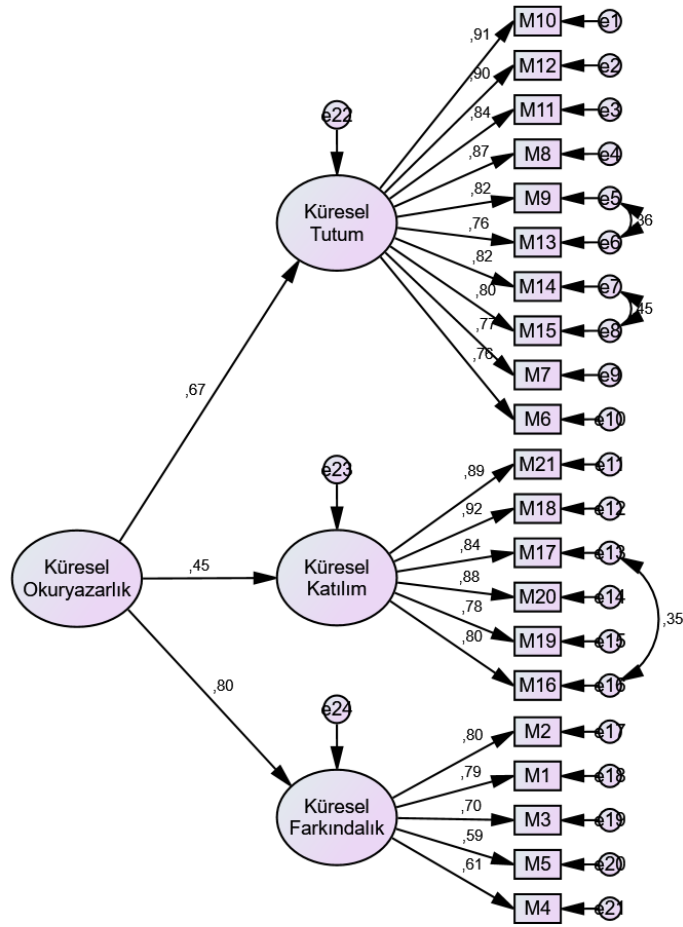 ,91
M10
e1
,90
M12
e2
,84
M11
e3
,87
M8
e4
,82
M9
e5
,76
M13
e6
,36
,82
M14
e7
,80
M15
e8
,45
,77
M7
e9
,76
M6
e10
e22
Küresel
Tutum
,67
,89
M21
e11
,92
M18
e12
,84
M17
e13
,88
M20
e14
,78
M19
e15
,80
M16
e16
,35
e23
Küresel
Katılım
Küresel
Okuryazarlık
,45
,80
e24
Küresel
Farkındalık
,80
M2
e17
,79
M1
e18
,70
M3
e19
,59
M5
e20
,61
M4
e21